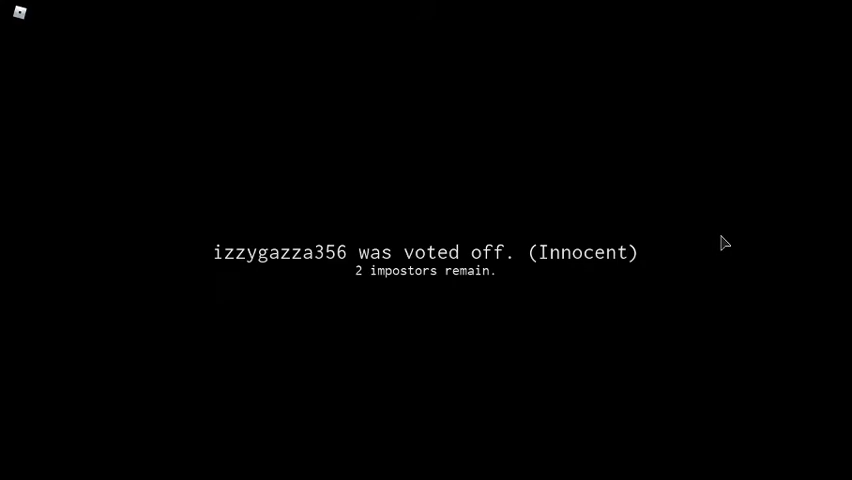 izzygazza356 was voted off. (Innocent)
2 impostors remain.